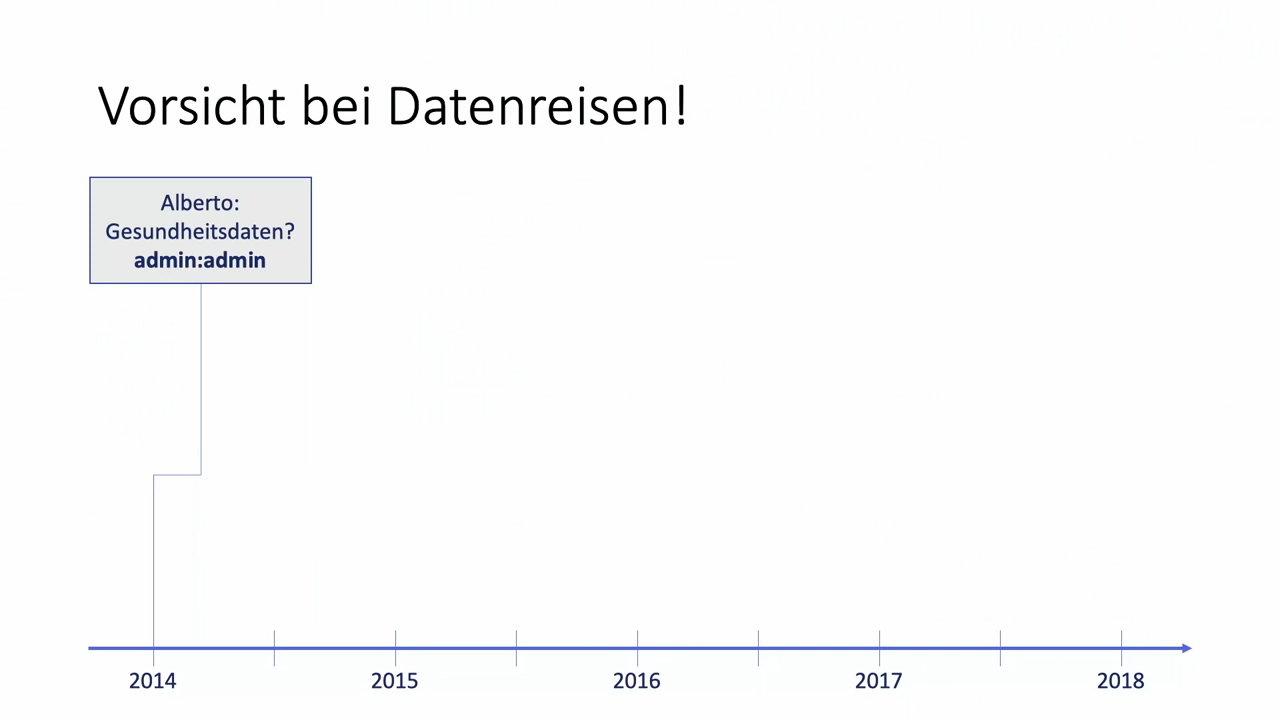 Vorsicht bei Datenreisen!
Alberto:
Gesundheitsdaten?
admin:admin
2014
2015
2016
2017
2018